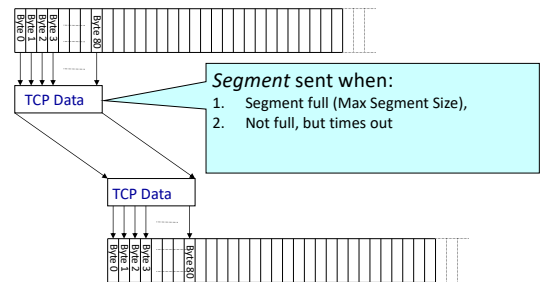 Byte 0
Byte 1
Byte 2
Byte 3
Byte 80
TCP Data
Segment sent when:
1. Segment full (Max Segment Size),
2. Not full, but times out
TCP Data
Byte 0
Byte 1
Byte 2
Byte 3
Byte 80